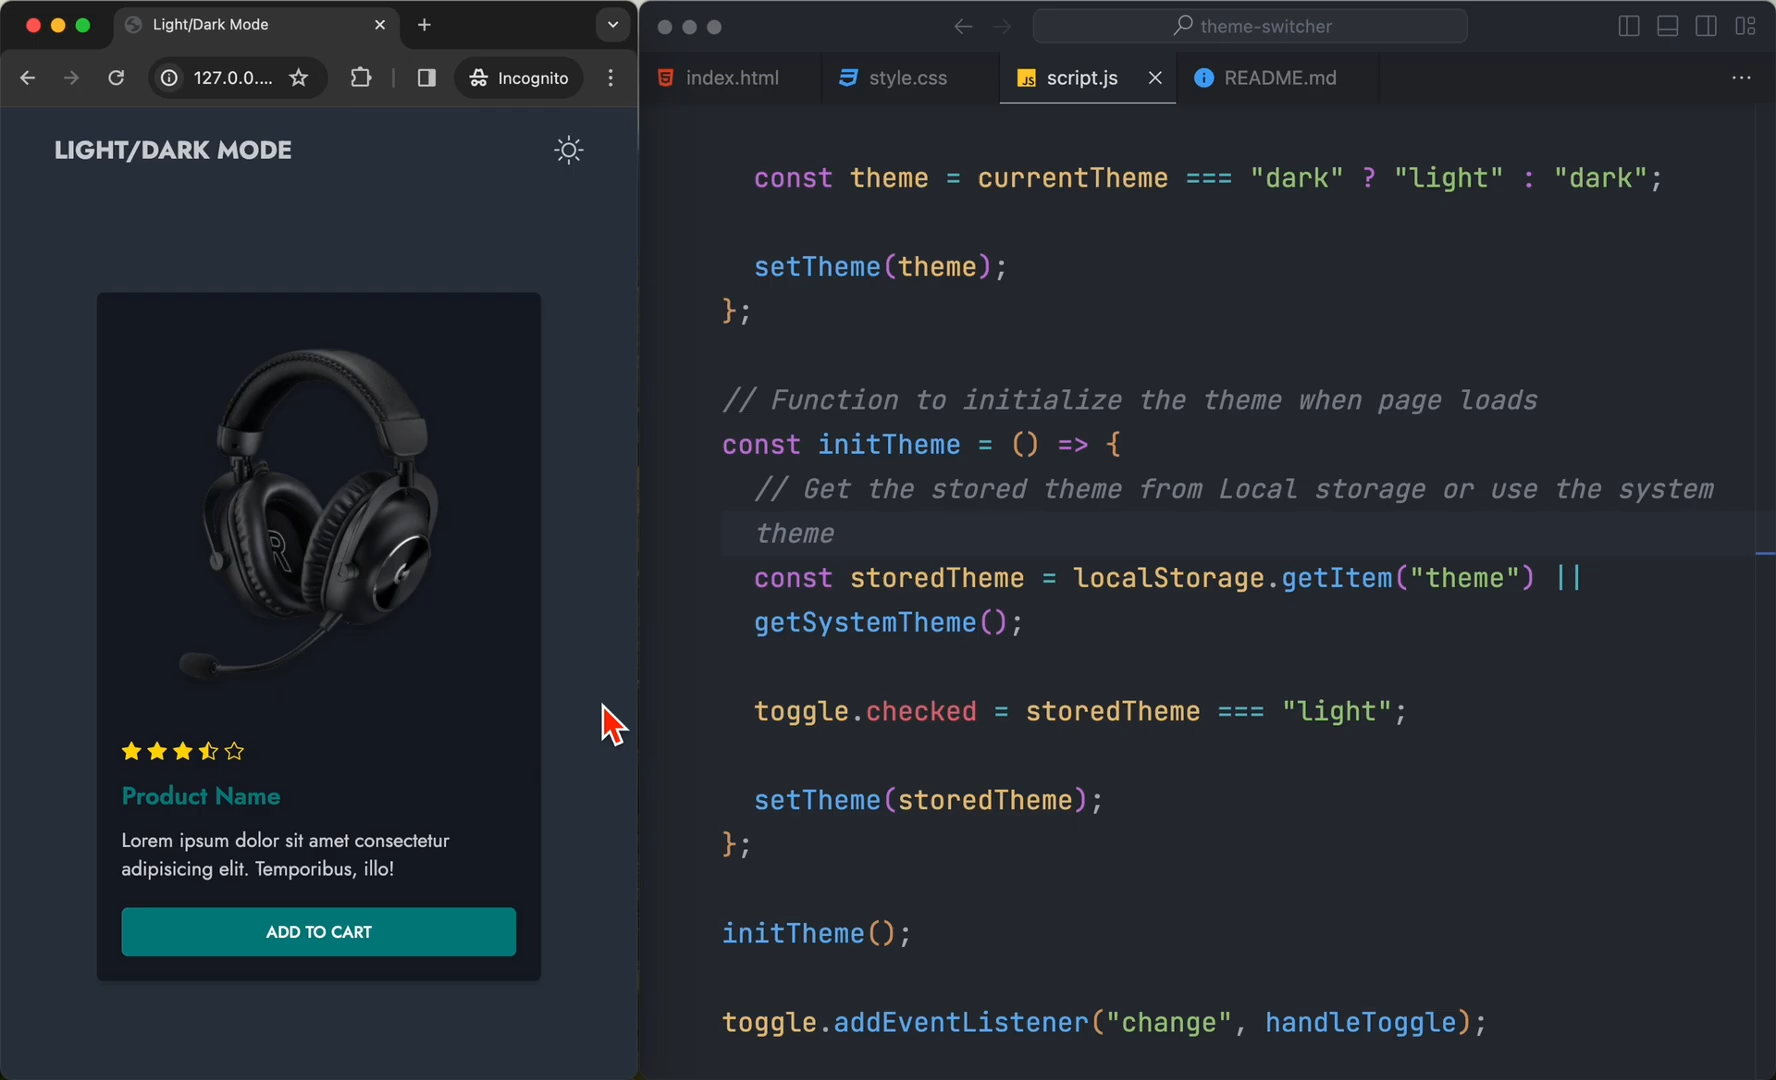 Light/Dark Mode
127.0.0....
Incognito
LIGHT/DARK MODE
R
Product Name
Lorem ipsum dolor sit amet consectetur
adipisicing elit. Temporibus, illo!
ADD TO CART
theme-switcher
index.html
style.css
JS script.js
README.md
const theme = currentTheme === "dark" ? "light" : "dark";
setTheme(theme);
};
// Function to initialize the theme when page loads
const initTheme = () => {
// Get the stored theme from Local storage or use the system
theme
const storedTheme = localStorage.getItem("theme") ||
getSystemTheme();
toggle.checked = storedTheme === "light";
setTheme(storedTheme);
};
initTheme();
toggle.addEventListener("change", handleToggle);